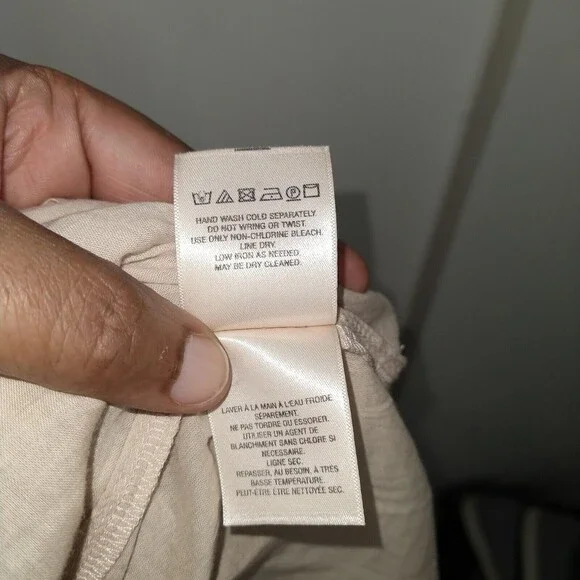 HAND WASH COLD SEPARATELY.
DO NOT WRING OR TWIST.
USE ONLY NON-CHLORINE BLEACH.
LINE DRY.
LOW IRON AS NEEDED.
MAY BE DRY CLEANED.
LAVER À LA MAIN À L'EAU FROIDE
SÉPAREMENT.
NE PAS TORDRE OU ESSORER.
UTILISER UN AGENT DE
BLANCHIMENT SANS CHLORE SI
NECESSAIRE.
LIGNE SEC.
REPASSER, AU BESOIN, À TRÈS
BASSE TEMPÉRATURE.
PEUT-ÊTRE ÊTRE NETTOYÉE SEC.